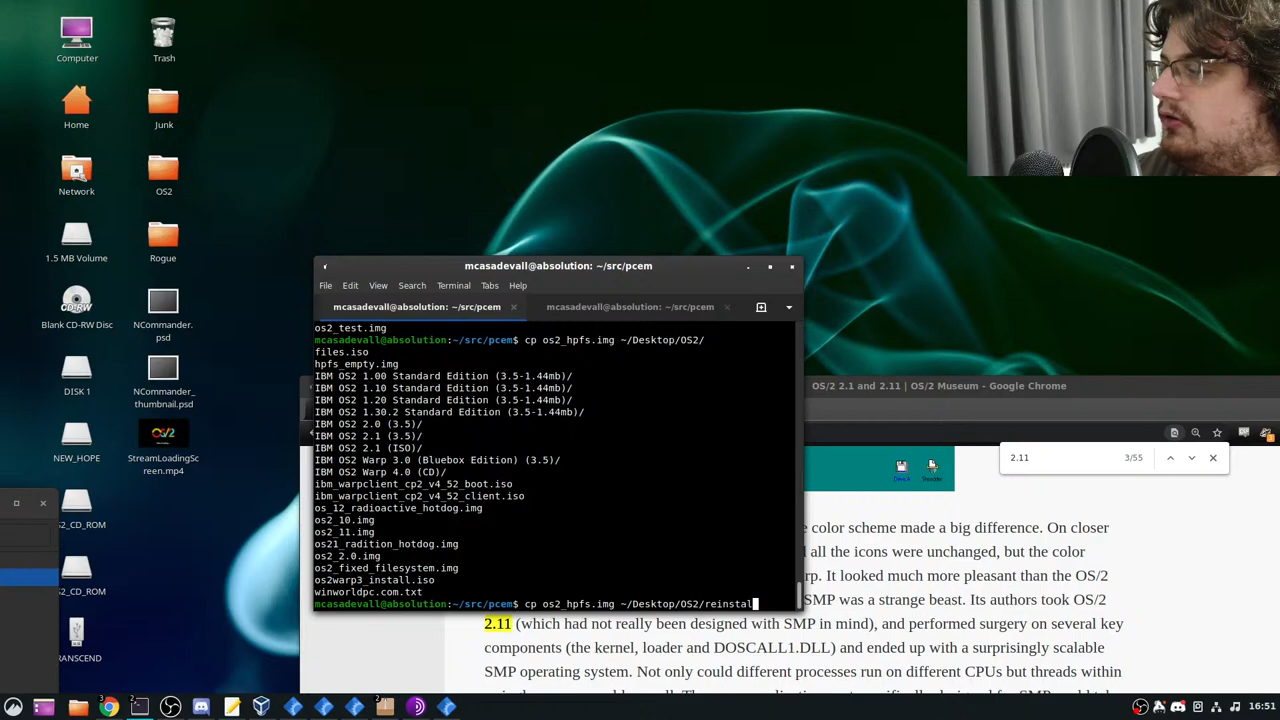 Computer
Trash
Home
Junk
Network
OS2
1.5 MB Volume
Rogue
Blank CD-RW Disc
NCommander.
psd
DISK 1
NCommander_
thumbnail.psd
NEW_HOPE
OS/2
StreamLoadingSc
reen.mp4
S2_CD_ROM
S2_CD_ROM
RANSCEND
mcasadevall@absolution: ~/src/pcem
File Edit View Search Terminal Tabs Help
mcasadevall@absolution: ~/src/pcem
mcasadevall@absolution: ~/src/pcem
os2_test.img
mcasadevall@absolution:~/src/pcem$ cp os2_hpfs.img ~/Desktop/OS2/
files.iso
hpfs_empty.img
IBM OS2 1.00 Standard Edition (3.5-1.44mb)/
IBM OS2 1.10 Standard Edition (3.5-1.44mb)/
IBM OS2 1.20 Standard Edition (3.5-1.44mb)/
IBM OS2 1.30.2 Standard Edition (3.5-1.44mb)/
IBM OS2 2.0 (3.5)/
IBM OS2 2.1 (3.5)/
IBM OS2 2.1 (ISO)/
IBM OS2 Warp 3.0 (Bluebox Edition) (3.5)/
IBM OS2 Warp 4.0 (CD)/
ibm_warpclient_cp2_v4_52_boot.iso
ibm_warpclient_cp2_v4_52_client.iso
os_12_radioactive_hotdog.img
os2_10.img
os2_11.img
os21_radition_hotdog.img
os2_2.0.img
os2_fixed_filesystem.img
os2warp3_install.iso
winworldpc.com.txt
mcasadevall@absolution:~/src/pcem$ cp os2_hpfs.img ~/Desktop/OS2/reinstal
OS/2 2.1 and 2.11 | OS/2 Museum - Google Chrome
2.11 3/55
e color scheme made a big difference. On closer
d all the icons were unchanged, but the color
rp. It looked much more pleasant than the OS/2
SMP was a strange beast. Its authors took OS/2
2.11 (which had not really been designed with SMP in mind), and performed surgery on several key
components (the kernel, loader and DOSCALL1.DLL) and ended up with a surprisingly scalable
SMP operating system. Not only could different processes run on different CPUs but threads within
3
2
2
16:51